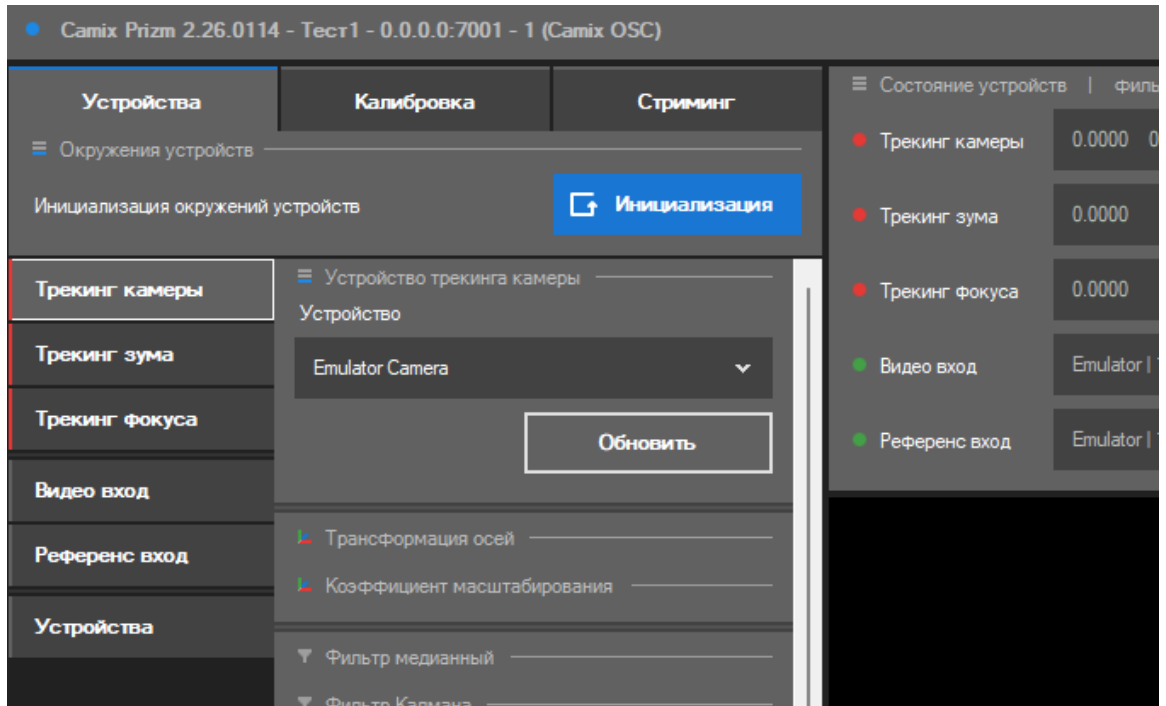 Camix Prizm 2.26.0114 - Тест1 - 0.0.0.0:7001 - 1 (Camix OSC)
Устройства
Калибровка
Стриминг
Окружения устройств
Инициализация окружений устройств
Инициализация
Трекинг камеры
Трекинг зума
Трекинг фокуса
Видео вход
Референс вход
Устройства
Устройство трекинга камеры
Устройство
Emulator Camera
Обновить
Трансформация осей
Коэффициент масштабирования
Фильтр медианный
Фильтр Калмана
Состояние устройств |
Трекинг камеры 0.0000 0
Трекинг зума 0.0000
Трекинг фокуса 0.0000
Видео вход Emulator |
Референс вход Emulator |